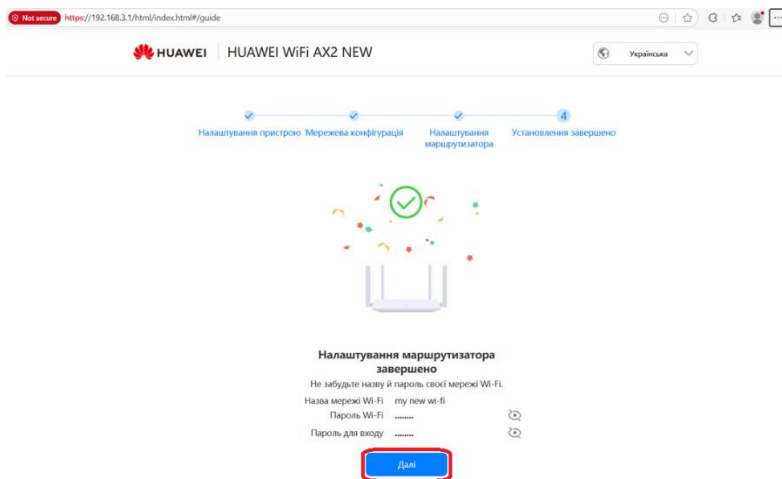 Not secure https://192.168.3.1/html/index.html#/guide
HUAWEI HUAWEI WiFi AX2 NEW Українська
4
Налаштування пристрою Мережева конфігурація Налаштування маршрутизатора Установлення завершено
Налаштування маршрутизатора
завершено
Не забудьте назву й пароль своєї мережі Wi-Fi.
Назва мережі Wi-Fi my new wi-fi
Пароль Wi-Fi ........
Пароль для входу ........
Далі